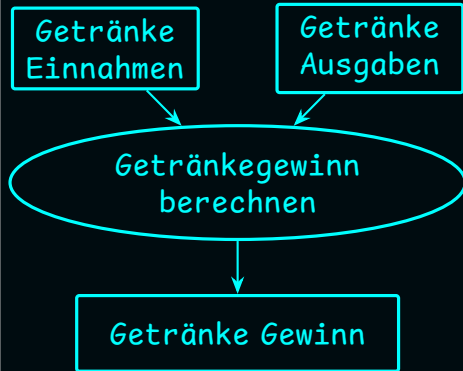 Getränke
Einnahmen
Getränke
Ausgaben
Getränkegewinn
berechnen
Getränke Gewinn